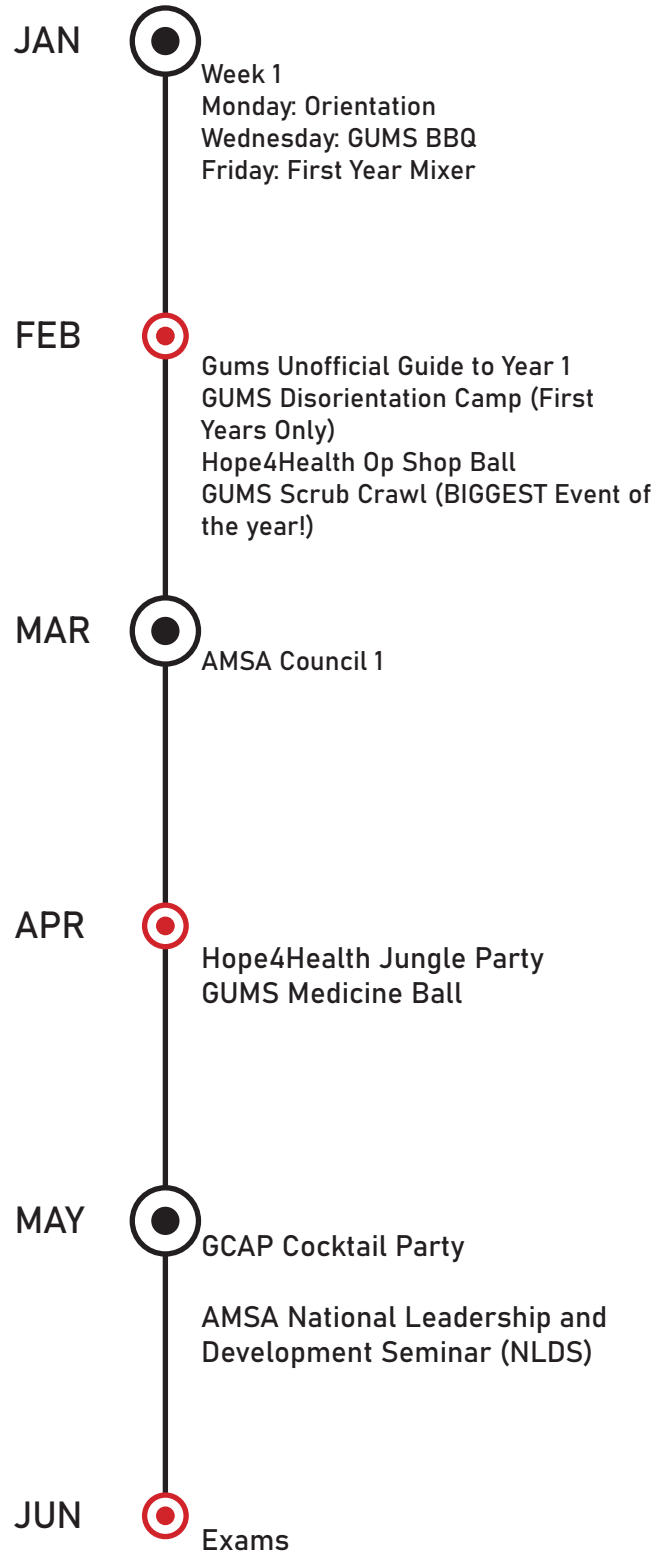 JAN
Week 1
Monday: Orientation
Wednesday: GUMS BBQ
Friday: First Year Mixer
FEB
Gums Unofficial Guide to Year 1
GUMS Disorientation Camp (First
Years Only)
Hope4Health Op Shop Ball
GUMS Scrub Crawl (BIGGEST Event of
the year!)
MAR
AMSA Council 1
APR
Hope4Health Jungle Party
GUMS Medicine Ball
MAY
GCAP Cocktail Party
AMSA National Leadership and
Development Seminar (NLDS)
JUN
Exams